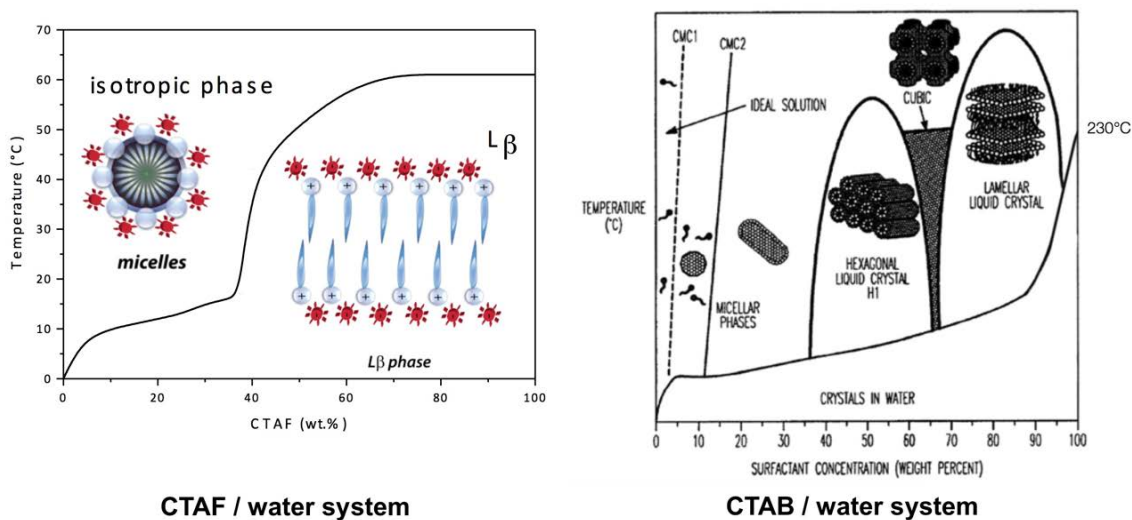 70
60
50
40
30
20
10
0
Temperature (°C)
isotropic phase
micelles
Lβ
+ + + + + +
+ + + + + +
Lβ phase
0 20 40 60 80 100
CTAF (wt.%)
CTAF / water system
CMC1
CMC2
IDEAL SOLUTION
CUBIC
230°C
TEMPERATURE
(°C)
LAMELLAR
LIQUID CRYSTAL
HEXAGONAL
LIQUID CRYSTAL
H1
MICELLAR
PHASES
CRYSTALS IN WATER
0 10 20 30 40 50 60 70 80 90 100
SURFACTANT CONCENTRATION (WEIGHT PERCENT)
CTAB / water system